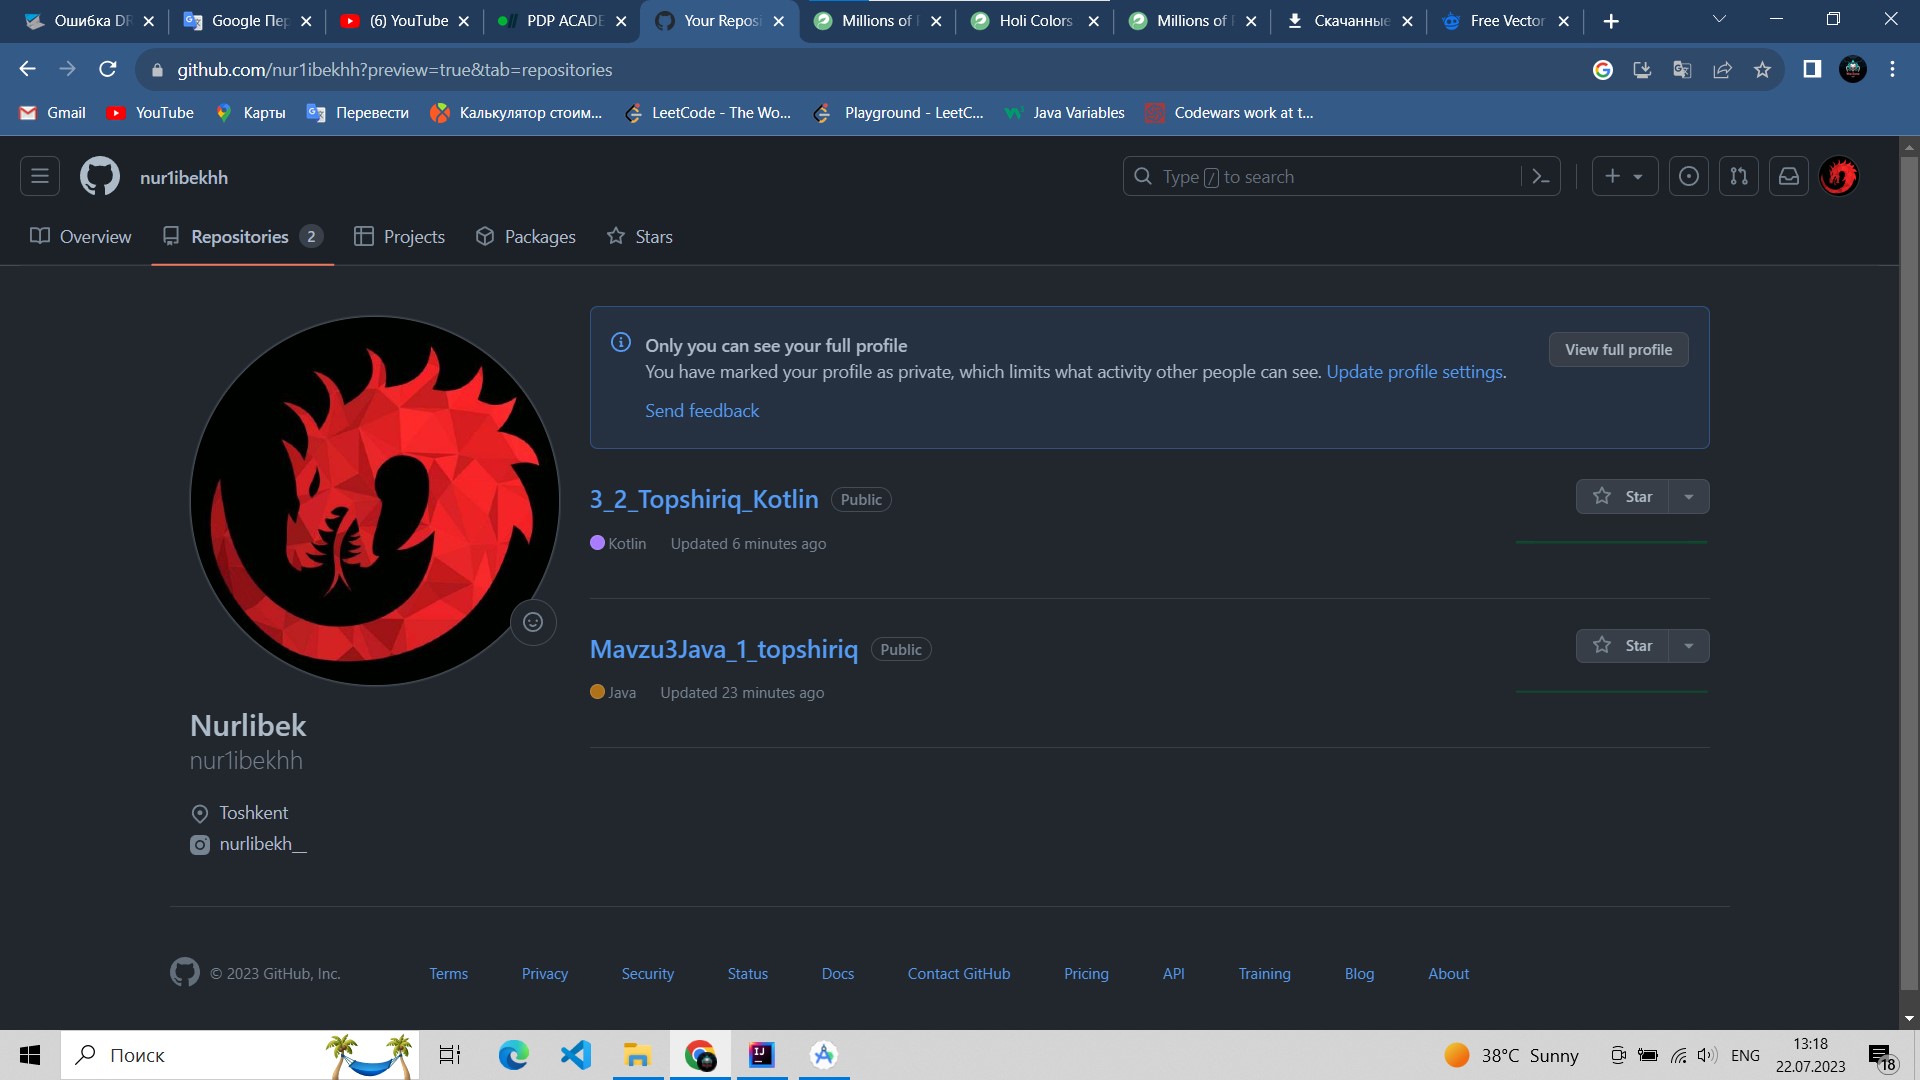 Ошибка DR
Google Пер
(6) YouTube
PDP ACADE
Your Reposi
Millions of
Holi Colors
Millions of
Скачанные
Free Vector
github.com/nur1ibekhh?preview=true&tab=repositories
Gmail
YouTube
Карты
Перевести
Калькулятор стоим...
LeetCode - The Wo...
Playground - LeetC...
Java Variables
Codewars work at t...
nur1ibekhh
Type / to search
Overview
Repositories 2
Projects
Packages
Stars
Only you can see your full profile
You have marked your profile as private, which limits what activity other people can see. Update profile settings.
Send feedback
View full profile
3_2_Topshiriq_Kotlin Public
Star
Kotlin Updated 6 minutes ago
Mavzu3Java_1_topshiriq Public
Star
Java Updated 23 minutes ago
Nurlibek
nur1ibekhh
Toshkent
nurlibekh__
© 2023 GitHub, Inc.
Terms
Privacy
Security
Status
Docs
Contact GitHub
Pricing
API
Training
Blog
About
Поиск
38°C Sunny
ENG
13:18
22.07.2023
18